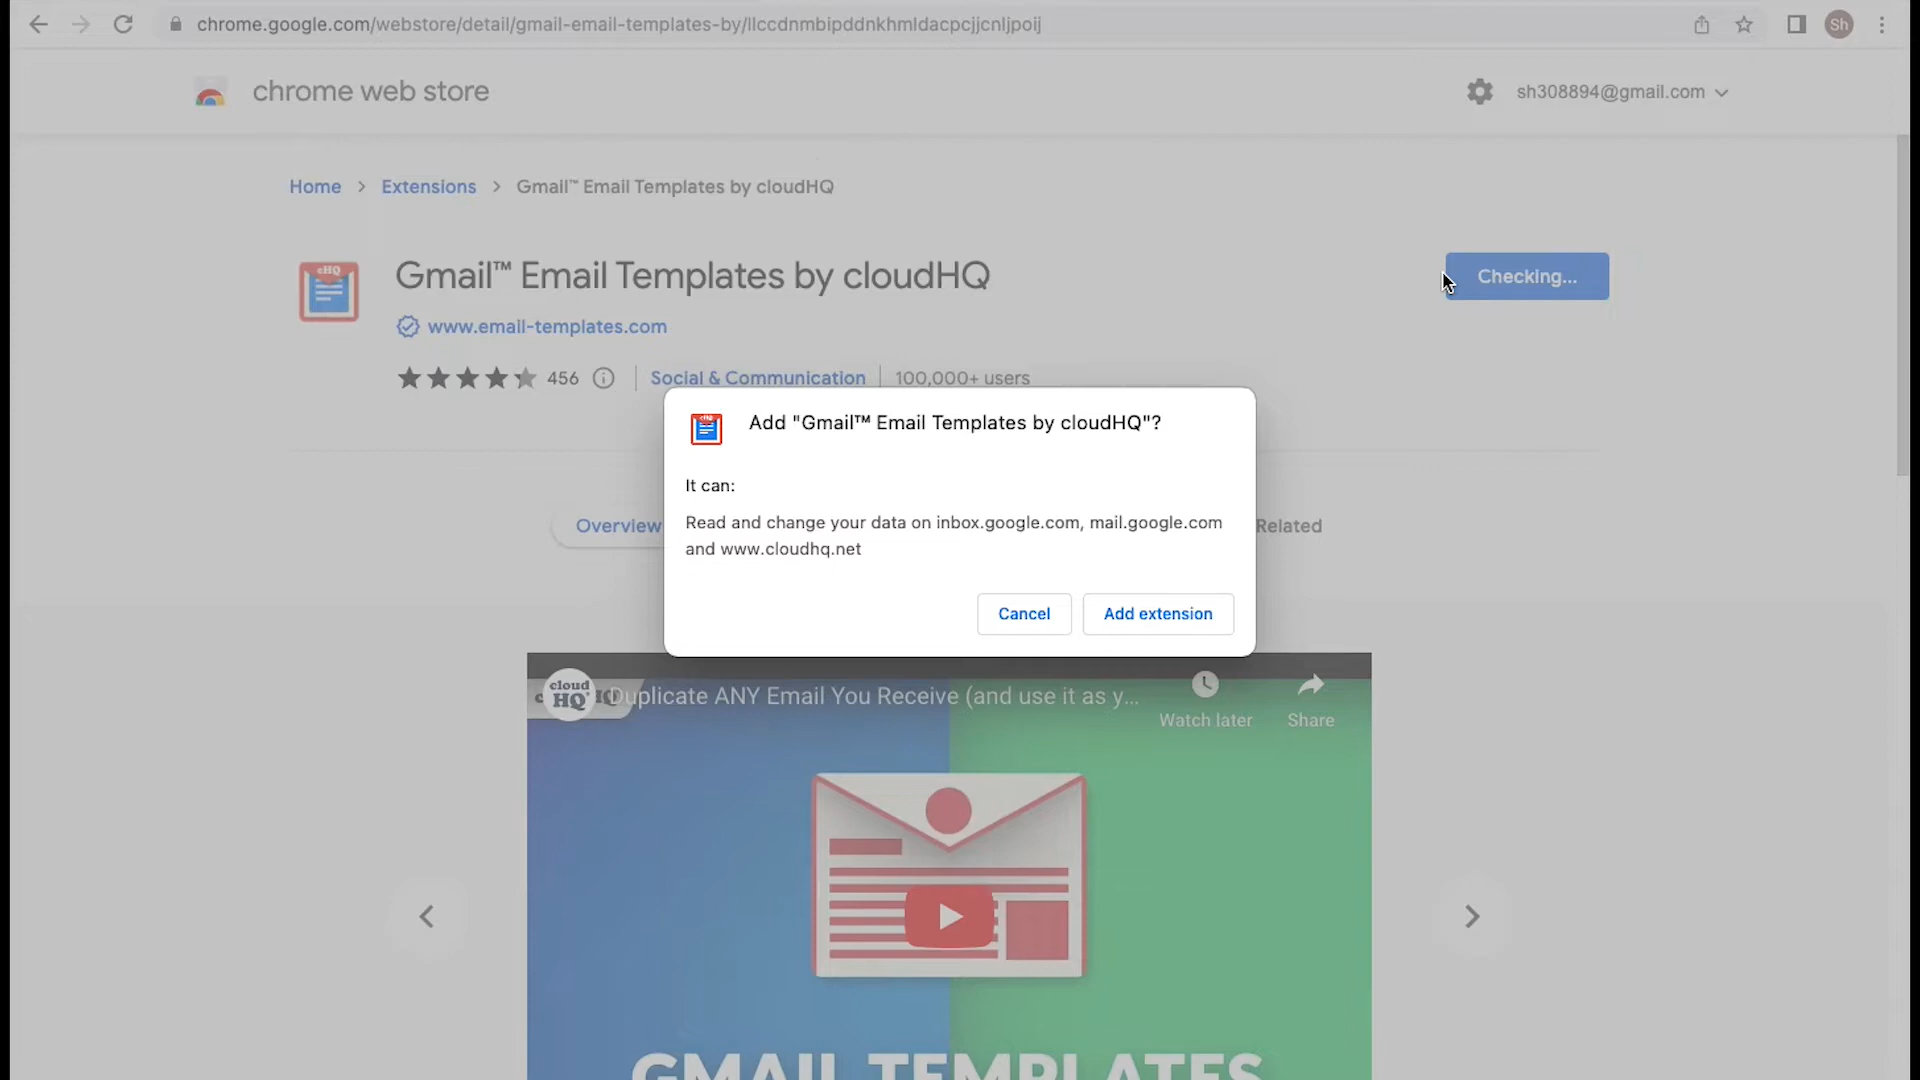 chrome.google.com/webstore/detail/gmail-email-templates-by/llccdnmbipddnkhmldacpcjjcnljpoij
Sh
chrome web store
sh308894@gmail.com
Home > Extensions > Gmail™ Email Templates by cloudHQ
cHQ
Gmail™ Email Templates by cloudHQ
Checking...
www.email-templates.com
456
Social & Communication
100,000+ users
Add "Gmail™ Email Templates by cloudHQ"?
It can:
Read and change your data on inbox.google.com, mail.google.com
and www.cloudhq.net
Overview
Related
Cancel
Add extension
cloud
HQ
Duplicate ANY Email You Receive (and use it as y...
Watch later
Share
GMAIL TEMPLATES